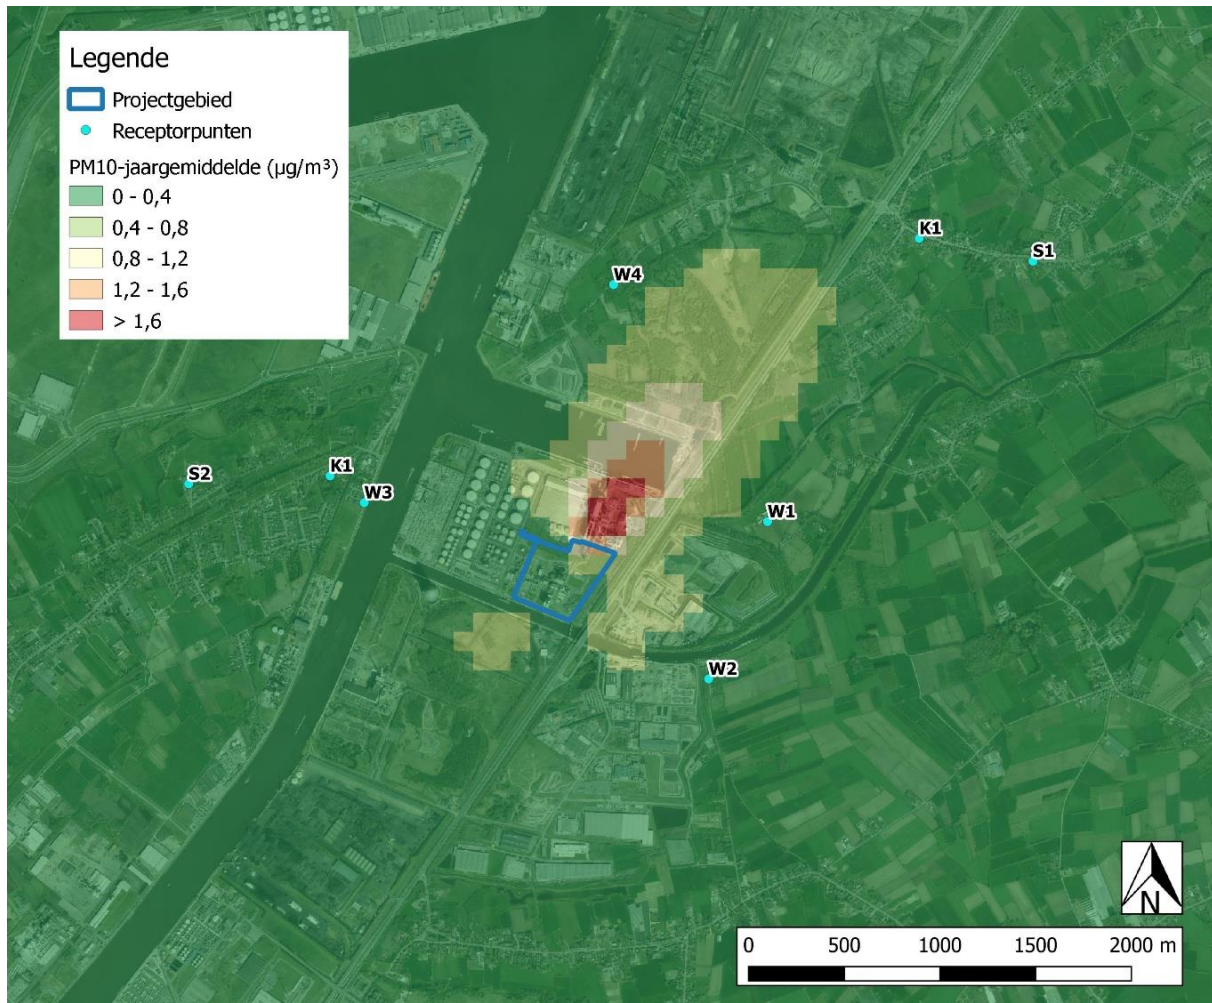 Legende
Projectgebied
Receptorpunten
PM10-jaargemiddelde (µg/m³)
0 - 0,4
0,4 - 0,8
0,8 - 1,2
1,2 - 1,6
> 1,6
K1
S1
W4
S2
K1
W3
W1
W2
N
0 500 1000 1500 2000 m